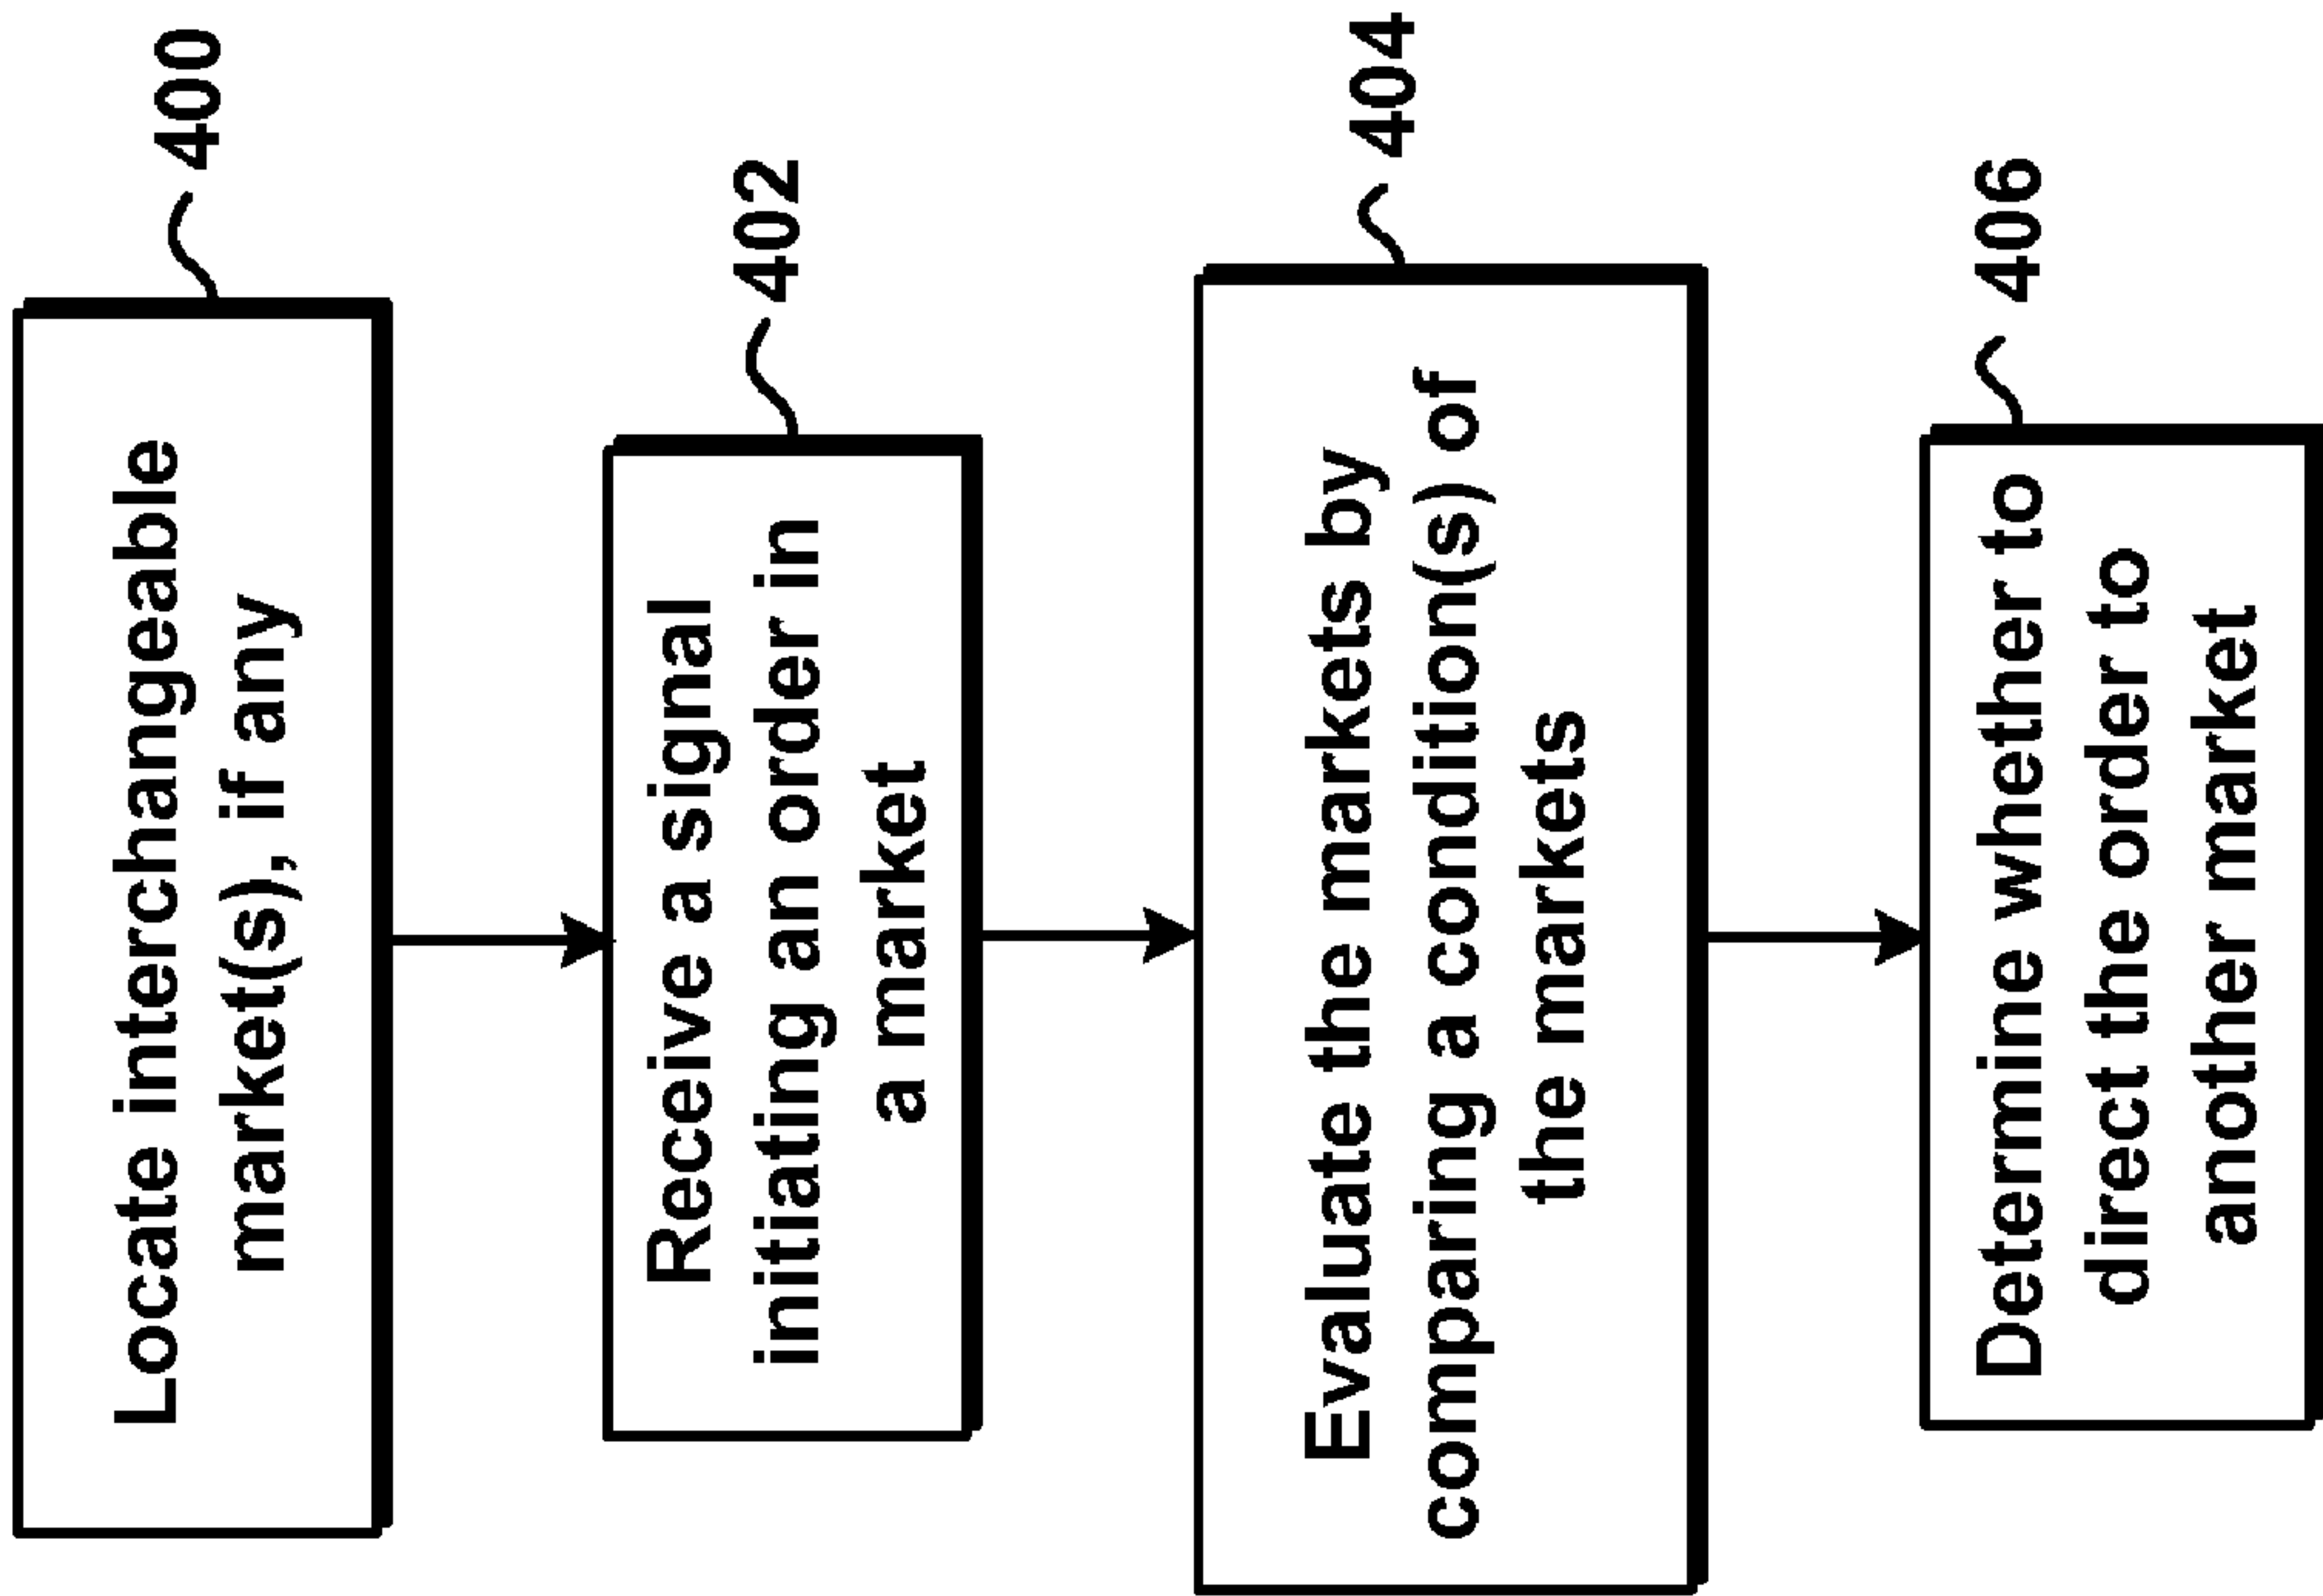 Locate interchangeable
market(s), if any
400
Receive a signal
initiating an order in
a market
402
Evaluate the markets by
comparing a condition(s) of
the markets
404
Determine whether to
direct the order to
another market
406